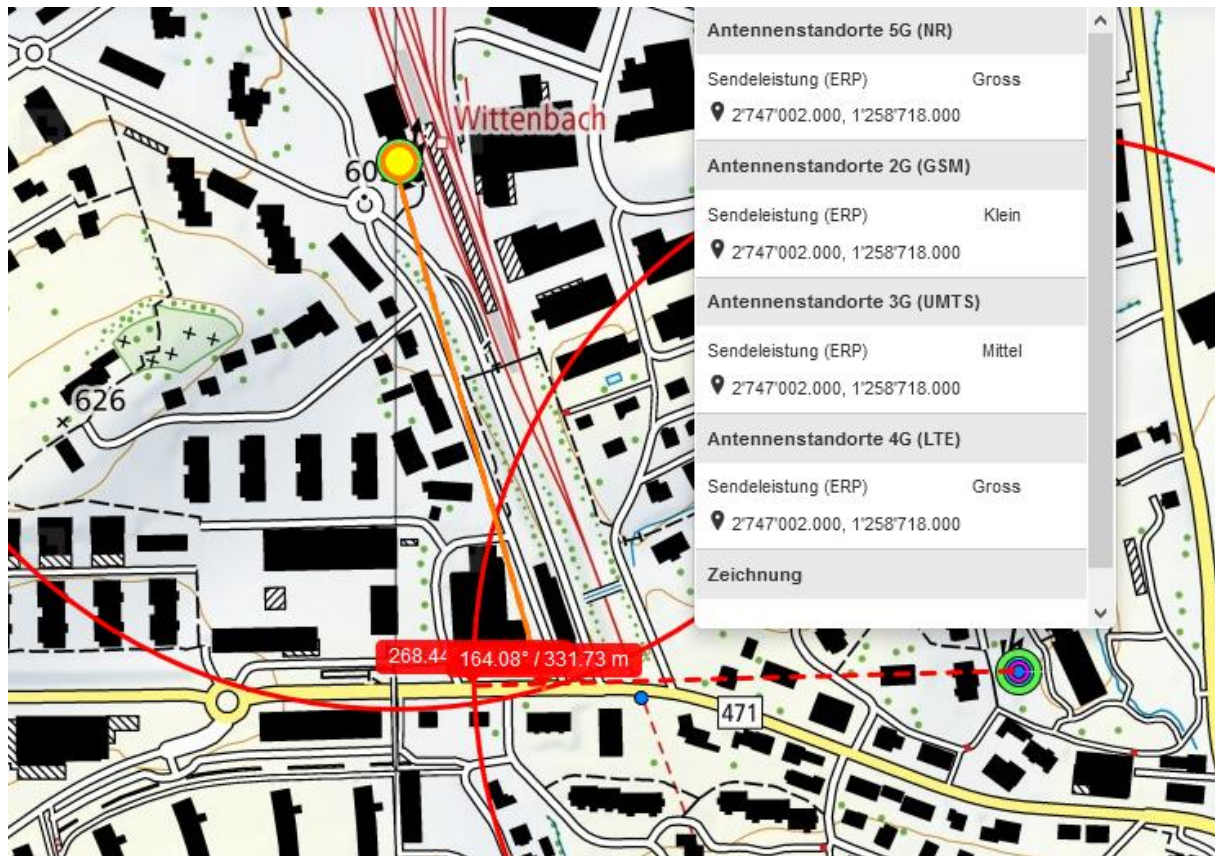 Antennenstandorte 5G (NR)
Sendeleistung (ERP) Gross
2'747'002.000, 1'258'718.000
Antennenstandorte 2G (GSM)
Sendeleistung (ERP) Klein
2'747'002.000, 1'258'718.000
Antennenstandorte 3G (UMTS)
Sendeleistung (ERP) Mittel
2'747'002.000, 1'258'718.000
Antennenstandorte 4G (LTE)
Sendeleistung (ERP) Gross
2'747'002.000, 1'258'718.000
Zeichnung
Wittenbach
626
164.08° / 331.73 m
471